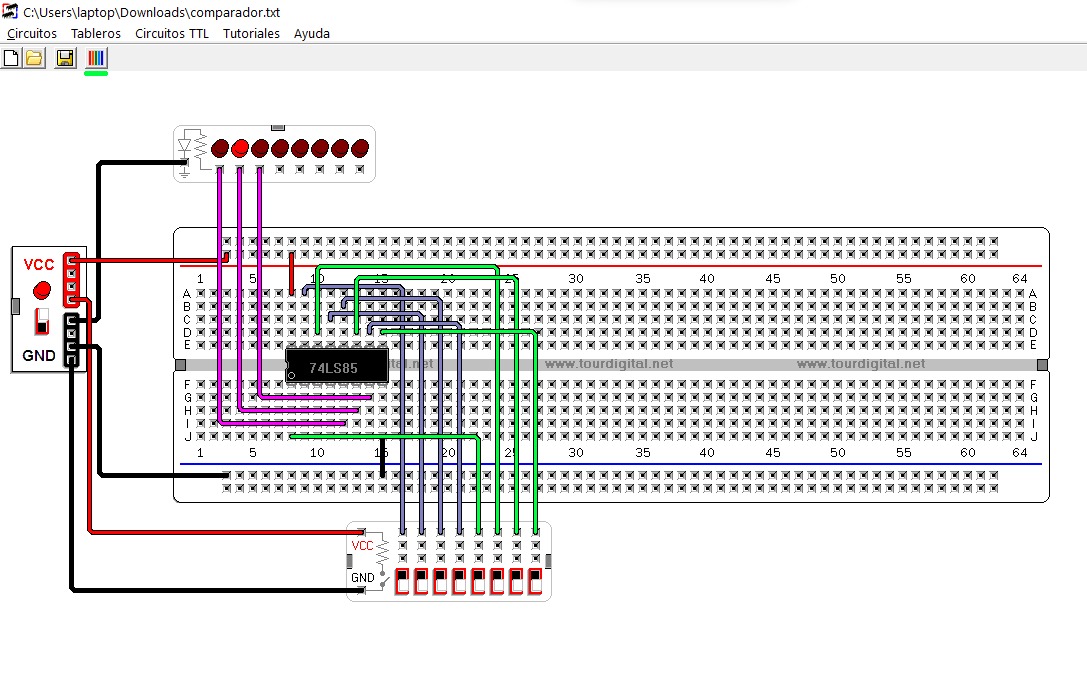 C:\Users\laptop\Downloads\comparador.txt
Circuitos Tableros Circuitos TTL Tutoriales Ayuda
VCC
GND
1 5 10 15 20 25 30 35 40 45 50 55 60 64
A A
B B
C C
D D
E E
74LS85
tal.net www.tourdigital.net www.tourdigital.net
F F
G G
H H
I I
J J
1 5 10 15 20 25 30 35 40 45 50 55 60 64
VCC
GND